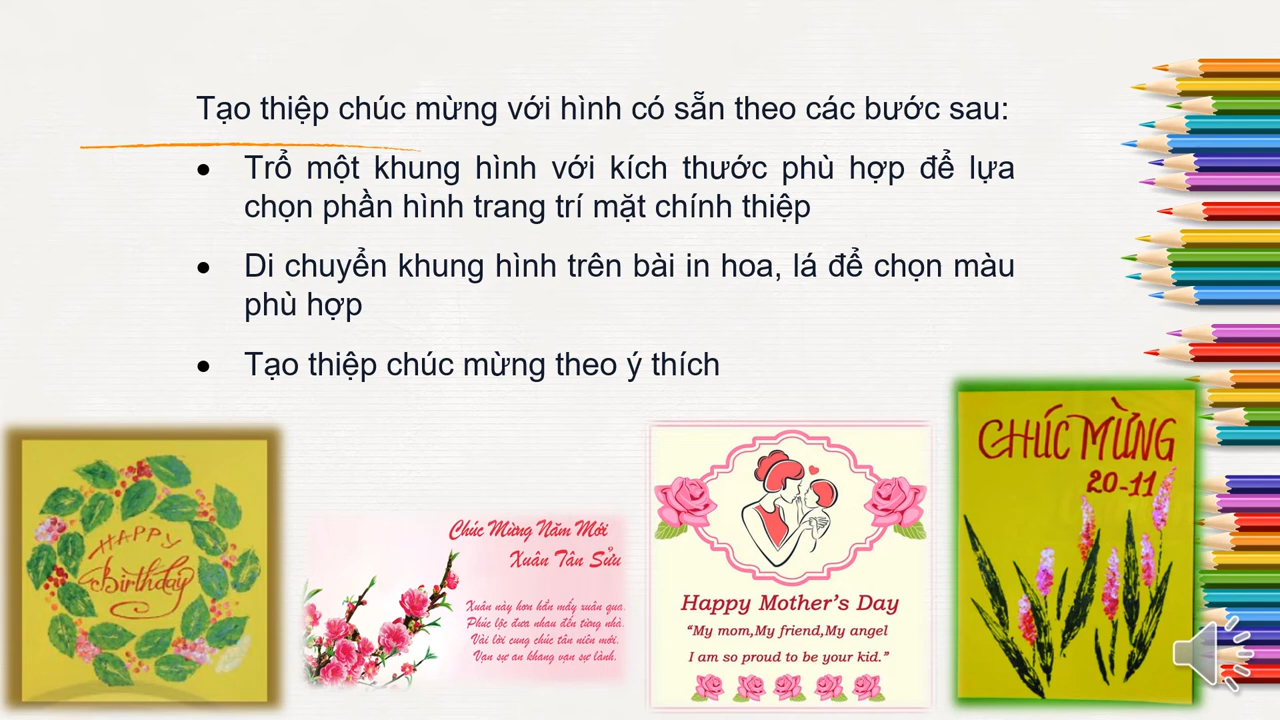 Tạo thiệp chúc mừng với hình có sẵn theo các bước sau:
• Trổ một khung hình với kích thước phù hợp để lựa
chọn phần hình trang trí mặt chính thiệp
• Di chuyển khung hình trên bài in hoa, lá để chọn màu
phù hợp
• Tạo thiệp chúc mừng theo ý thích
HAPPY
Birthday
Chúc Mừng Năm Mới
Xuân Tân Sửu
Xuân này hơn hẳn mấy xuân qua.
Phúc lộc đưa nhau đến từng nhà.
Vài lời cung chúc tân niên mới.
Vạn sự an khang vạn sự lành.
Happy Mother's Day
“My mom,My friend,My angel
I am so proud to be your kid.”
CHÚC MỪNG
20-11